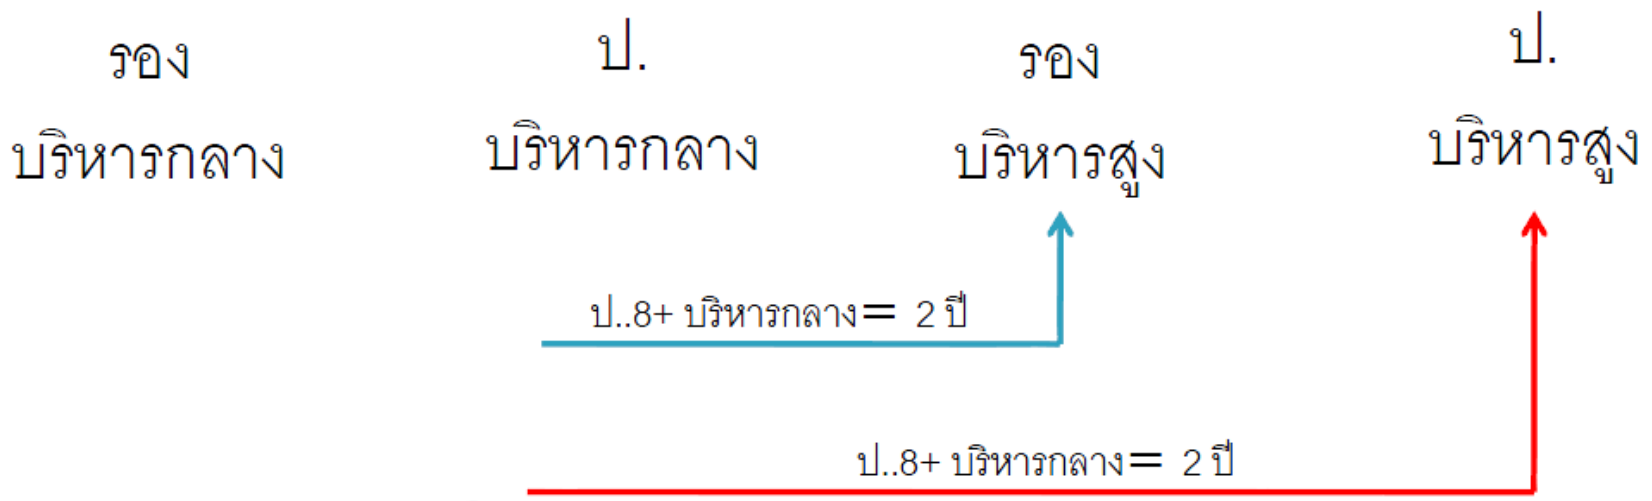 รอง
บริหารกลาง
ป.
บริหารกลาง
รอง
บริหารสูง
ป.
บริหารสูง
ป..8+ บริหารกลาง= 2 ปี
ป..8+ บริหารกลาง= 2 ปี